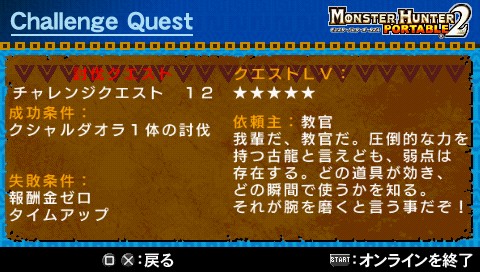 Challenge Quest
MONSTER HUNTER
PORTABLE 2
討伐クエスト
チャレンジクエスト　１２
成功条件：
クシャルダオラ１体の討伐
失敗条件：
報酬金ゼロ
タイムアップ
クエストＬＶ：
★★★★★
依頼主：教官
我輩だ、教官だ。圧倒的な力を
持つ古龍と言えども、弱点は
存在する。どの道具が効き、
どの瞬間で使うかを知る。
それが腕を磨くと言う事だぞ！
:戻る
START:オンラインを終了